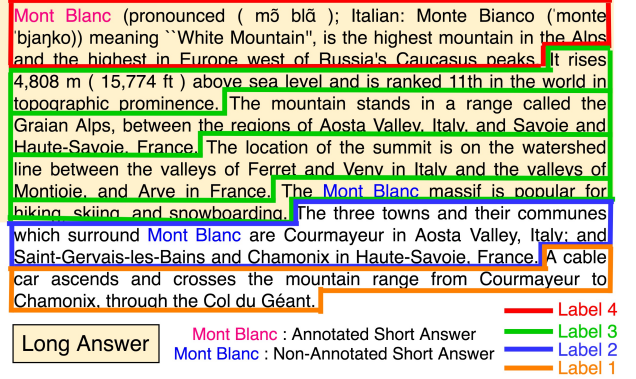 Mont Blanc (pronounced ( mɔ̃ blɑ̃ ); Italian: Monte Bianco (ˈmonte
ˈbjaŋko)) meaning ``White Mountain'', is the highest mountain in the Alps
and the highest in Europe west of Russia's Caucasus peaks. It rises
4,808 m ( 15,774 ft ) above sea level and is ranked 11th in the world in
topographic prominence. The mountain stands in a range called the
Graian Alps, between the regions of Aosta Valley, Italy, and Savoie and
Haute-Savoie, France. The location of the summit is on the watershed
line between the valleys of Ferret and Veny in Italy and the valleys of
Montjoie, and Arve in France. The Mont Blanc massif is popular for
hiking, skiing, and snowboarding. The three towns and their communes
which surround Mont Blanc are Courmayeur in Aosta Valley, Italy; and
Saint-Gervais-les-Bains and Chamonix in Haute-Savoie, France. A cable
car ascends and crosses the mountain range from Courmayeur to
Chamonix, through the Col du Géant.
Long Answer
Mont Blanc : Annotated Short Answer
Mont Blanc : Non-Annotated Short Answer
Label 4
Label 3
Label 2
Label 1